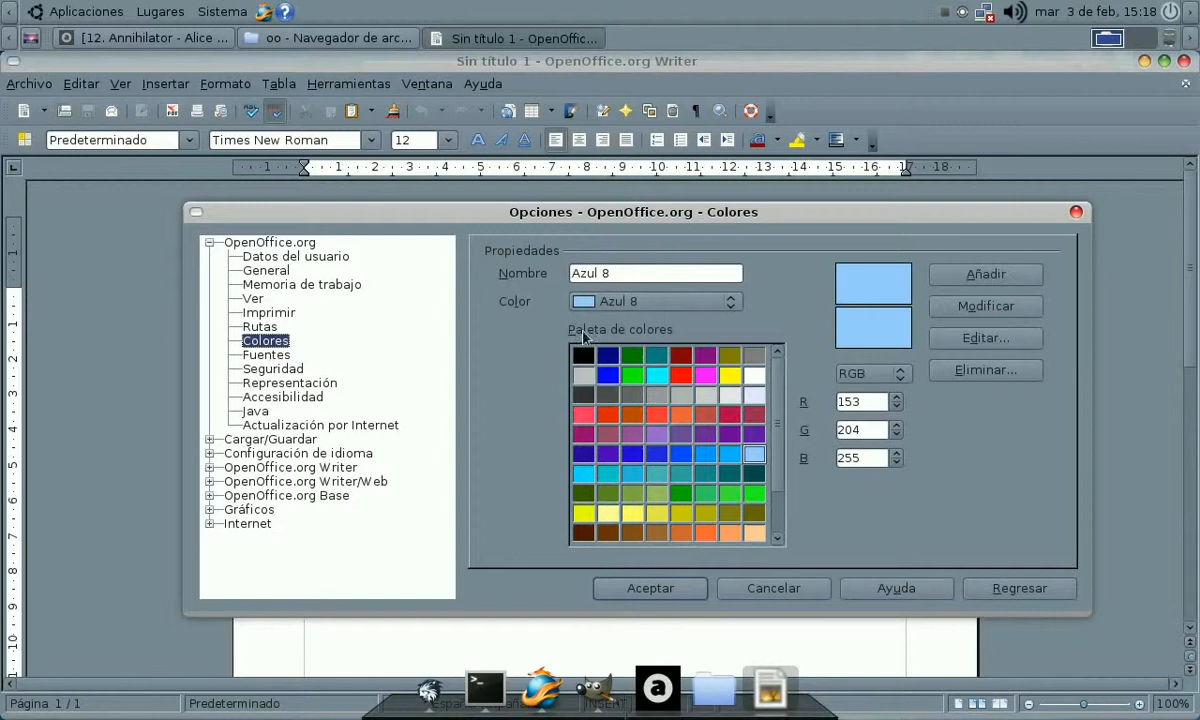 Aplicaciones Lugares Sistema mar 3 de feb, 15:18
[12. Annihilator - Alice ... oo - Navegador de arc... Sin título 1 - OpenOffic...
Sin título 1 - OpenOffice.org Writer
Archivo Editar Ver Insertar Formato Tabla Herramientas Ventana Ayuda
Predeterminado Times New Roman 12
1 1 2 3 4 5 6 7 8 9 10 11 12 13 14 15 16 17 18
Opciones - OpenOffice.org - Colores
OpenOffice.org
Datos del usuario
General
Memoria de trabajo
Ver
Imprimir
Rutas
Colores
Fuentes
Seguridad
Representación
Accesibilidad
Java
Actualización por Internet
Cargar/Guardar
Configuración de idioma
OpenOffice.org Writer
OpenOffice.org Writer/Web
OpenOffice.org Base
Gráficos
Internet
Propiedades
Nombre Azul 8
Color Azul 8
Paleta de colores
Añadir
Modificar
Editar...
Eliminar...
RGB
R 153
G 204
B 255
Aceptar Cancelar Ayuda Regresar
Página 1 / 1 Predeterminado 100%